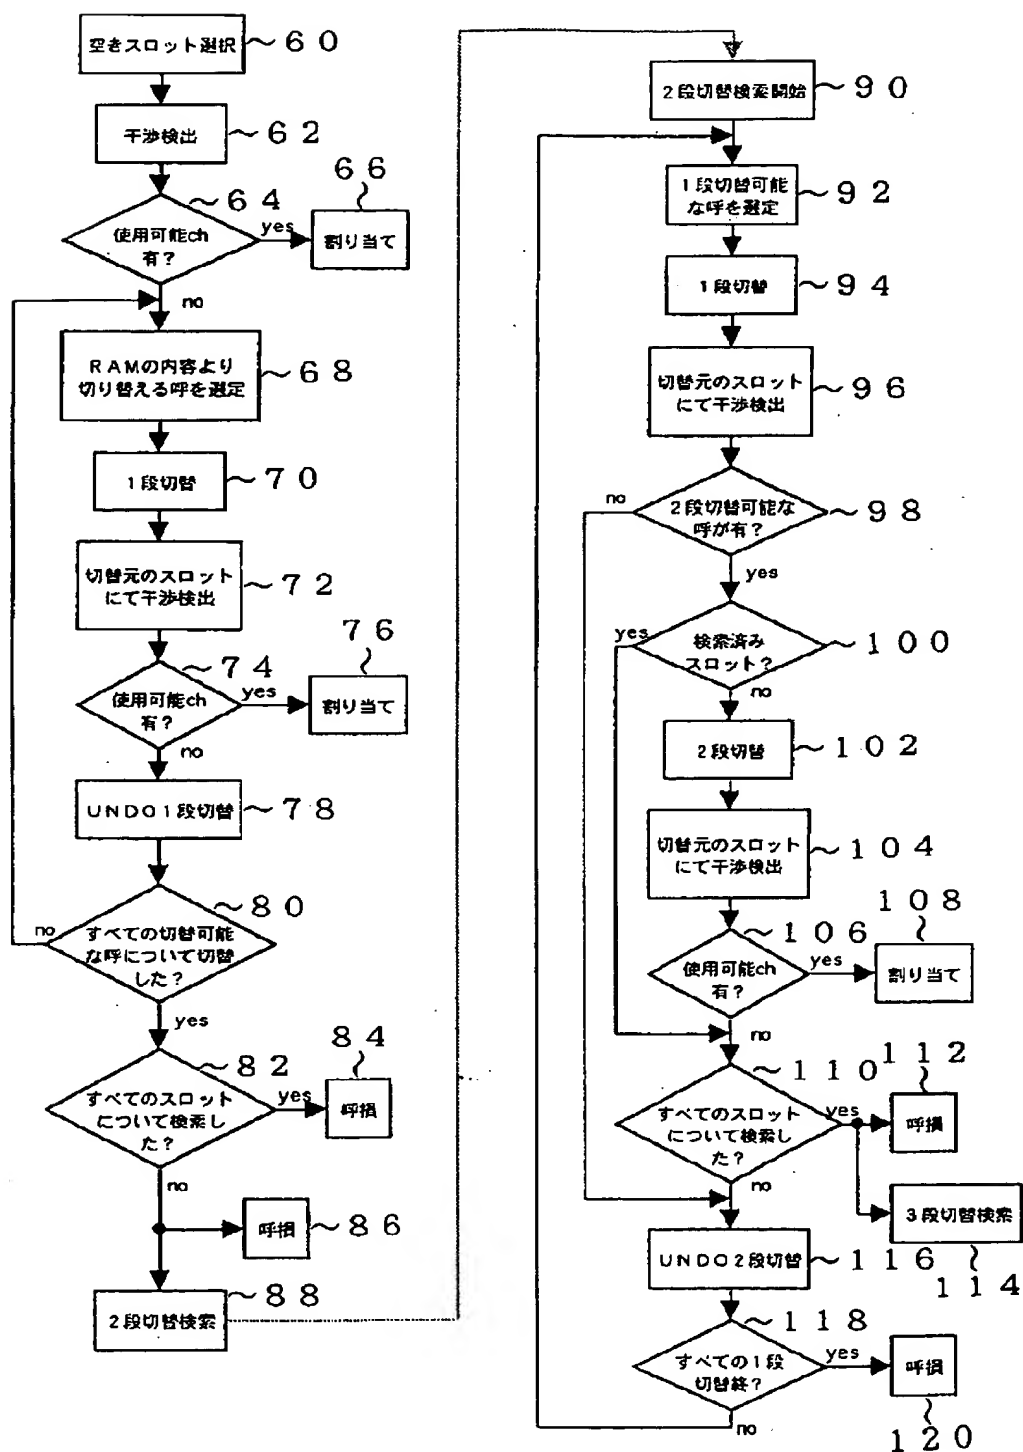 空きスロット選択
~60
干渉検出
~62
64
使用可能ch
有?
yes
66
割り当て
no
RAMの内容より
切り替える呼を選定
~68
1段切替
~70
切替元のスロット
にて干渉検出
~72
74
使用可能ch
有?
yes
76
割り当て
no
UNDO1段切替
~78
80
すべての切替可能
な呼について切替
した?
no
yes
82
すべてのスロット
について検索し
た?
yes
84
呼損
no
呼損
~86
2段切替検索
~88
2段切替検索開始
~90
1段切替可能
な呼を選定
~92
1段切替
~94
切替元のスロット
にて干渉検出
~96
no
2段切替可能な
呼が有?
~98
yes
yes
検索済み
スロット?
~100
no
2段切替
~102
切替元のスロット
にて干渉検出
~104
106
使用可能ch
有?
yes
108
割り当て
no
110
すべてのスロット
について検索し
た?
yes
112
呼損
no
3段切替検索
114
UNDO2段切替
~116
118
すべての1段
切替終?
yes
呼損
120
no